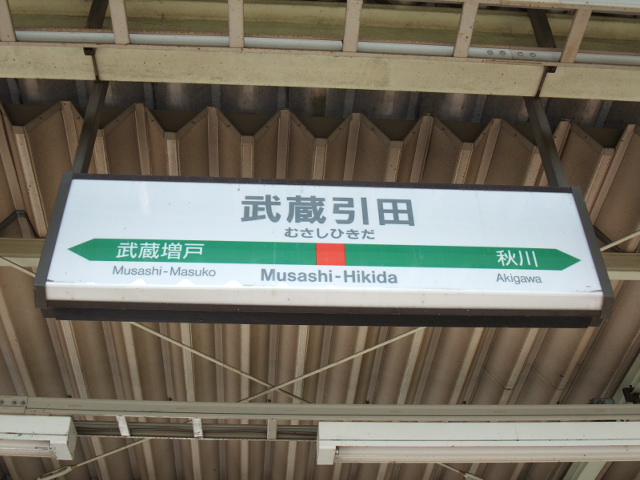 武蔵引田
むさしひきだ
武蔵増戸
秋川
Musashi-Masuko
Musashi-Hikida
Akigawa